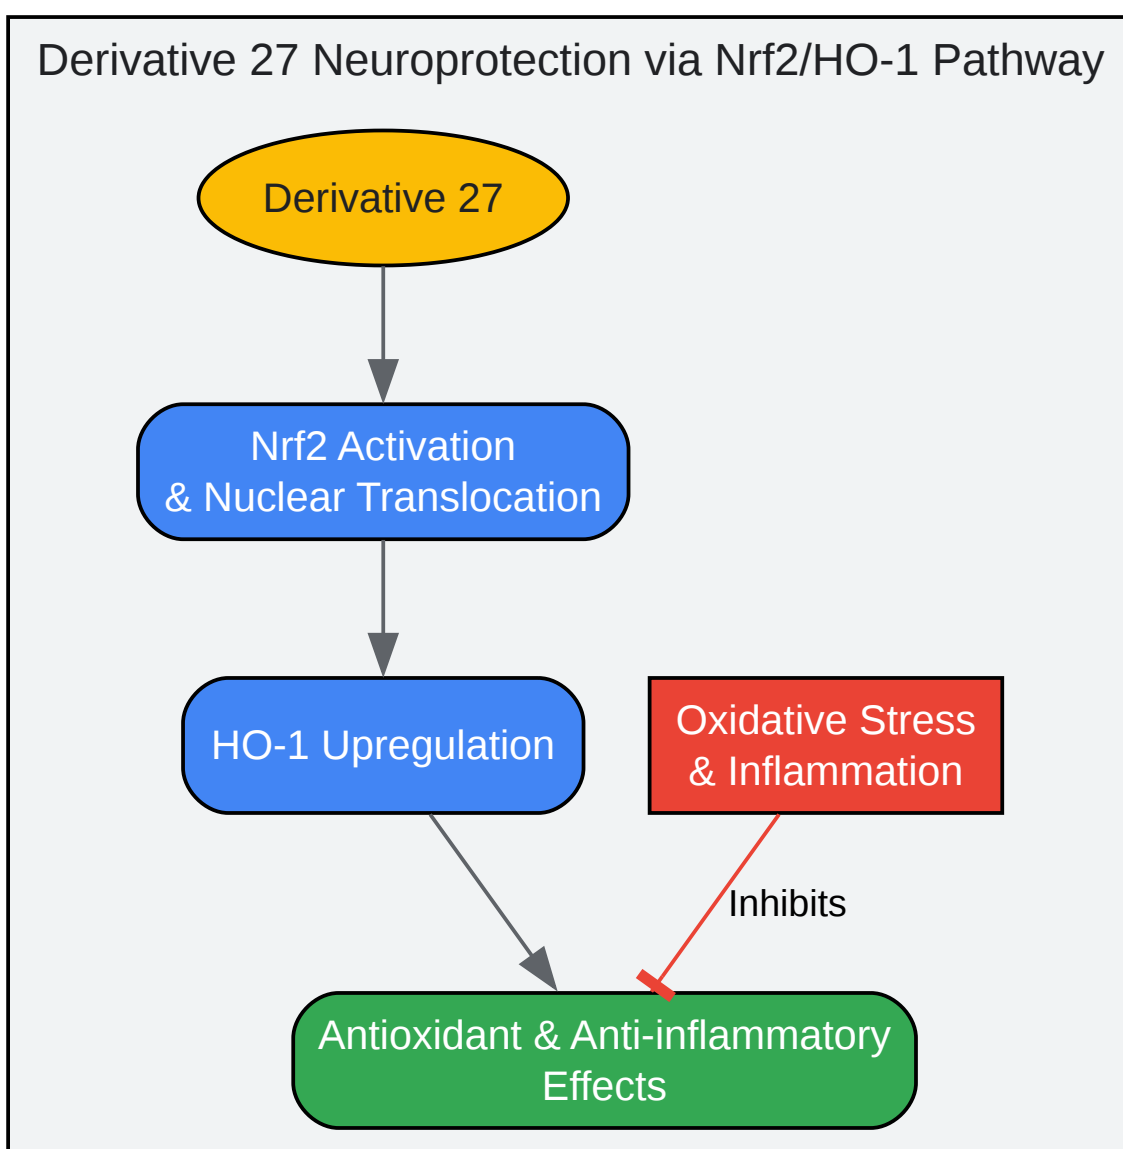 Derivative 27 Neuroprotection via Nrf2/HO-1 Pathway
Derivative 27
Nrf2 Activation
& Nuclear Translocation
HO-1 Upregulation
Oxidative Stress
& Inflammation
Inhibits
Antioxidant & Anti-inflammatory
Effects